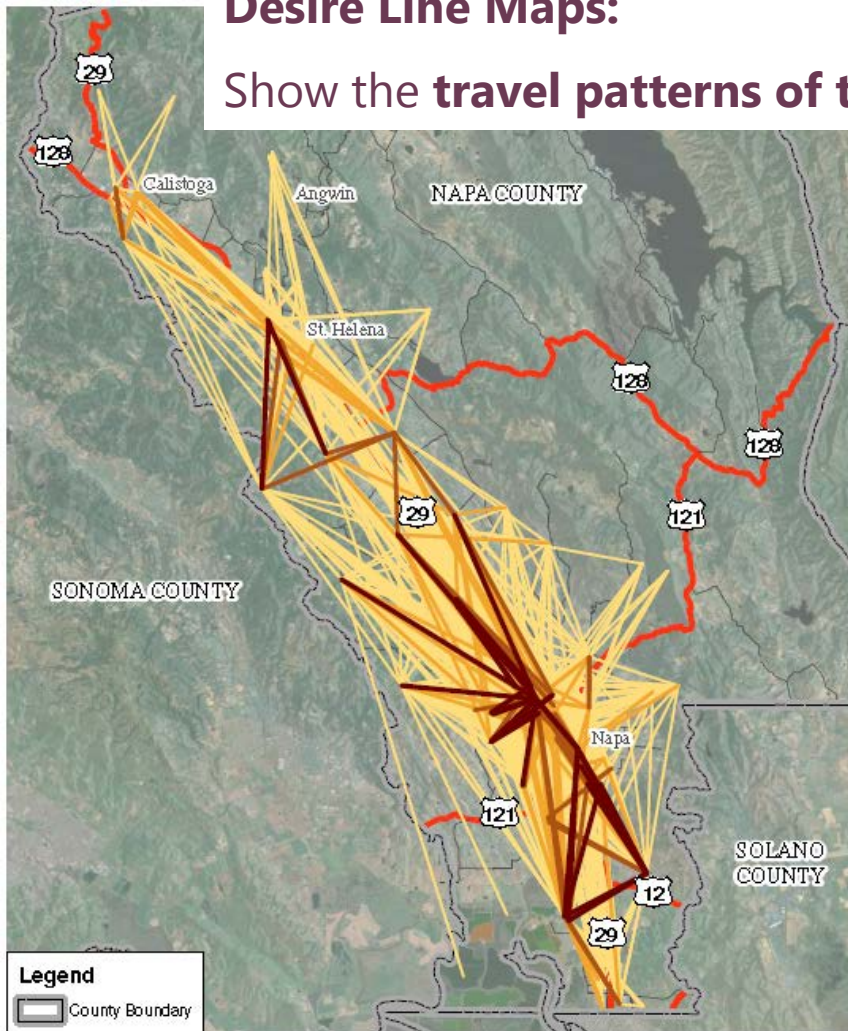 Desire Line Maps:
Show the travel patterns of t
29
128
Calistoga
Angwin
NAPA COUNTY
St. Helena
128
128
29
121
SONOMA COUNTY
Napa
121
SOLANO
COUNTY
12
29
Legend
County Boundary